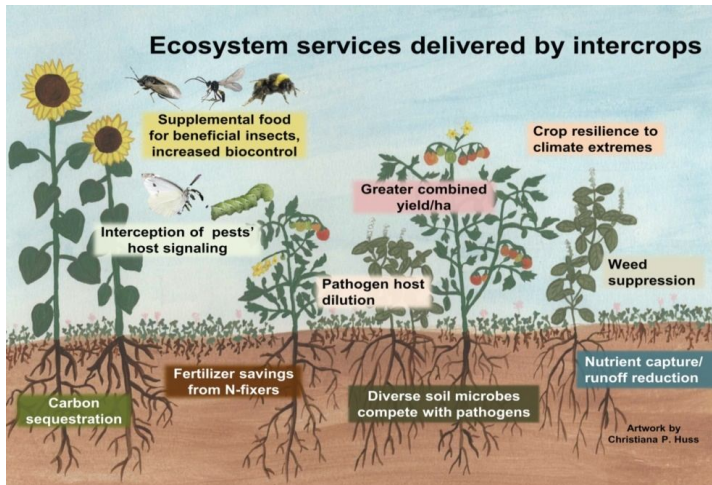 Ecosystem services delivered by intercrops
Supplemental food
for beneficial insects,
increased biocontrol
Crop resilience to
climate extremes
Greater combined
yield/ha
Interception of pests'
host signaling
Pathogen host
dilution
Weed
suppression
Fertilizer savings
from N-fixers
Nutrient capture/
runoff reduction
Carbon
sequestration
Diverse soil microbes
compete with pathogens
Artwork by
Christiana P. Huss